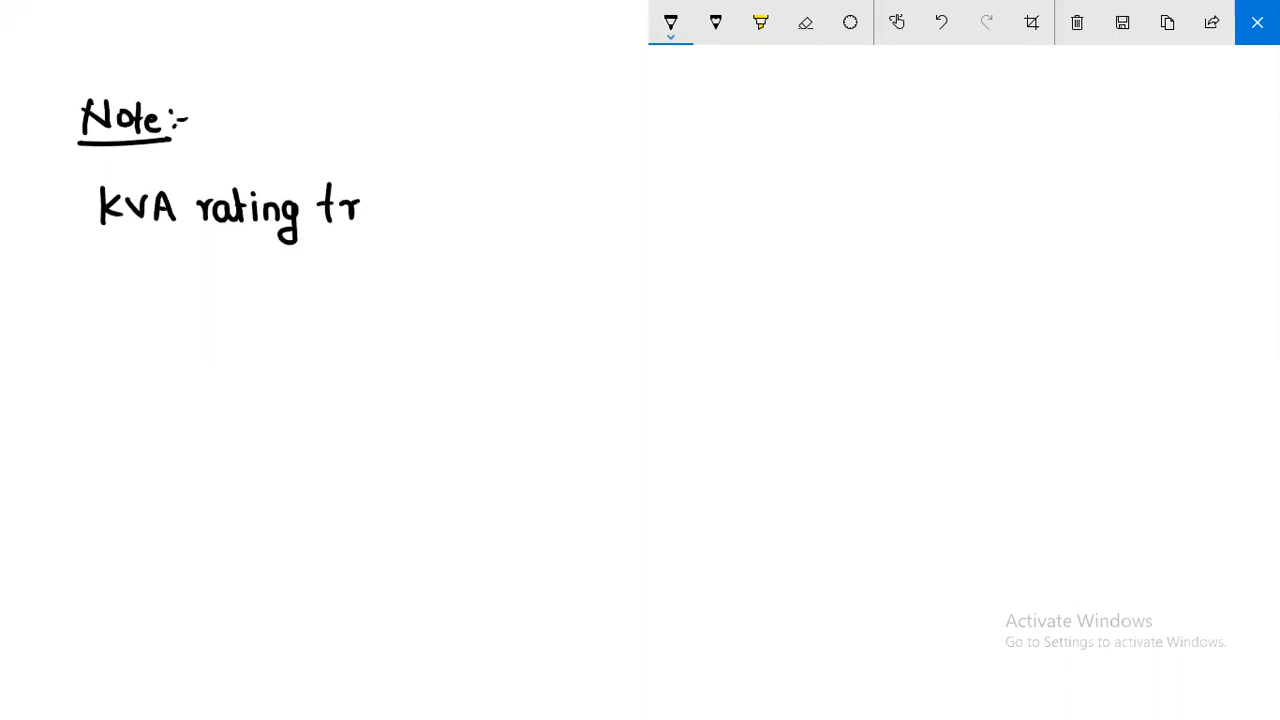 Note:-
KVA rating tr
Activate Windows
Go to Settings to activate Windows.